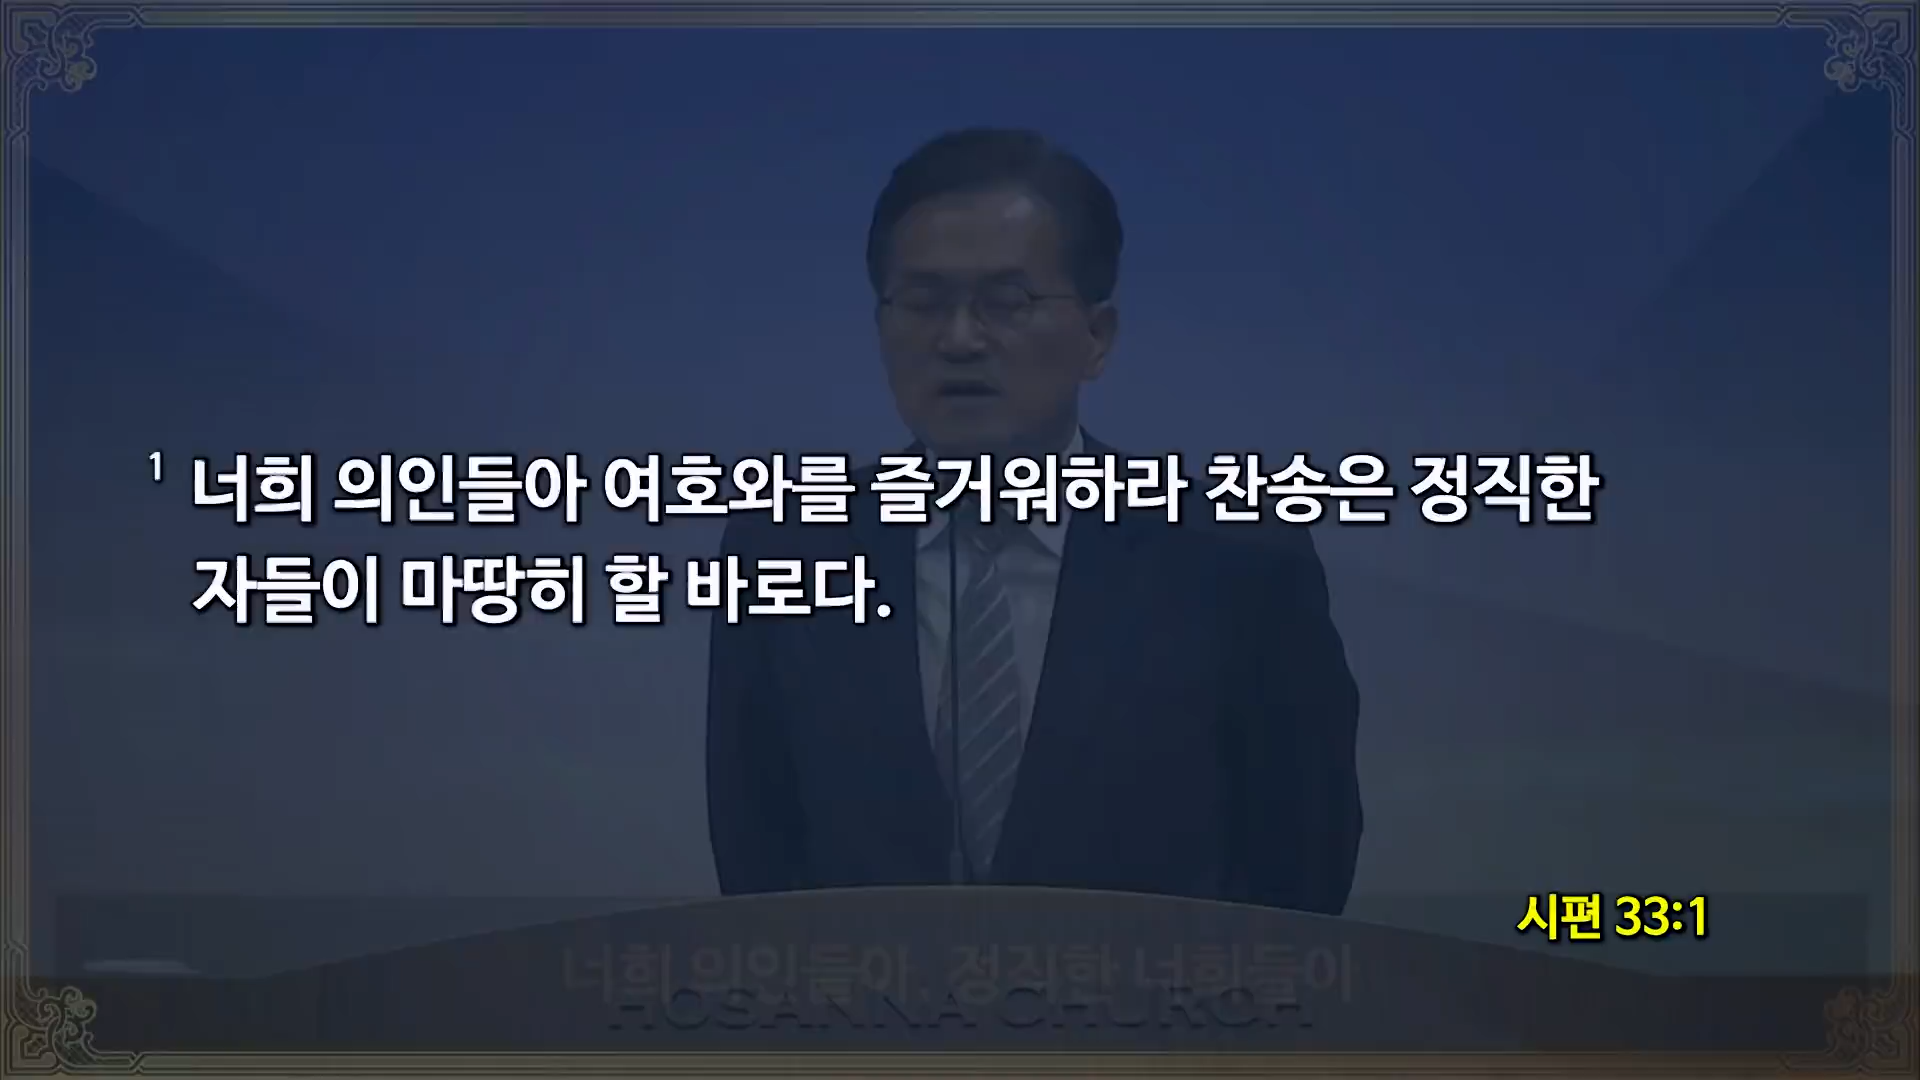 1 너희 의인들아 여호와를 즐거워하라 찬송은 정직한
자들이 마땅히 할 바로다.
시편 33:1
너희 의인들아, 정직한 너희들이
HOSANNA CHURCH